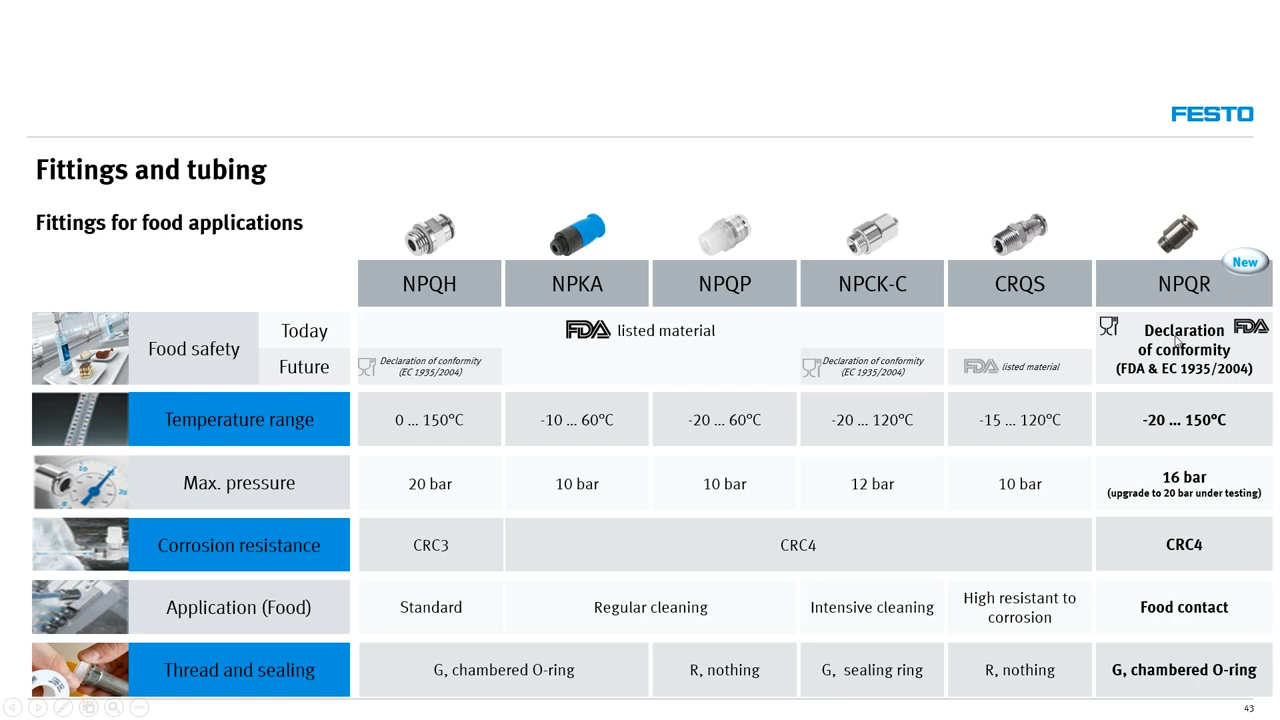 FESTO
Fittings and tubing
Fittings for food applications
New
NPQH
NPKA
NPQP
NPCK-C
CRQS
NPQR
Food safety
Today
FDA listed material
Declaration
of conformity
(FDA & EC 1935/2004)
FDA
Future
Declaration of conformity
(EC 1935/2004)
Declaration of conformity
(EC 1935/2004)
FDA listed material
Temperature range
0 ... 150°C
-10 ... 60°C
-20 ... 60°C
-20 ... 120°C
-15 ... 120°C
-20 ... 150°C
Max. pressure
20 bar
10 bar
10 bar
12 bar
10 bar
16 bar
(upgrade to 20 bar under testing)
Corrosion resistance
CRC3
CRC4
CRC4
Application (Food)
Standard
Regular cleaning
Intensive cleaning
High resistant to
corrosion
Food contact
Thread and sealing
G, chambered O-ring
R, nothing
G, sealing ring
R, nothing
G, chambered O-ring
43